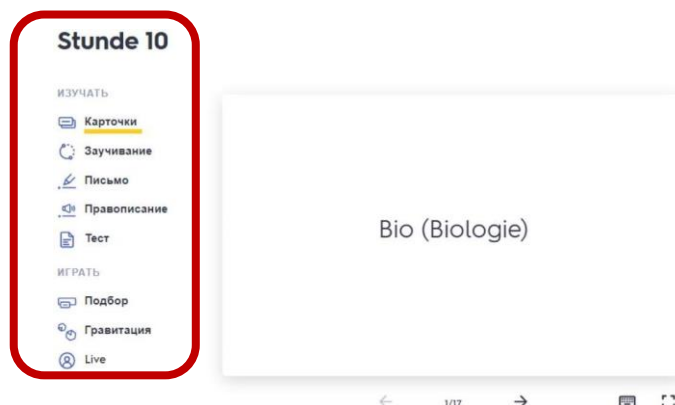 Stunde 10
ИЗУЧАТЬ
Карточки
Заучивание
Письмо
Правописание
Тест
ИГРАТЬ
Подбор
Гравитация
Live
Bio (Biologie)
1/17